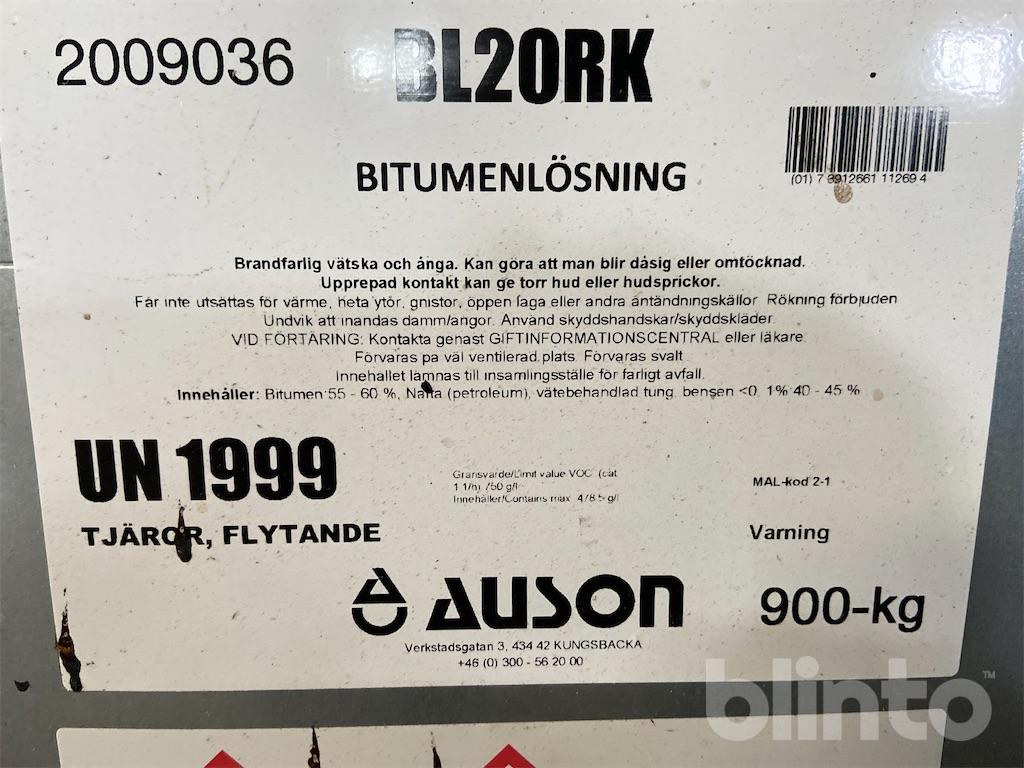 2009036
BL20RK
(01) 7 3912661 11269 4
BITUMENLÖSNING
Brandfarlig vätska och ånga. Kan göra att man blir dåsig eller omtöcknad.
Upprepad kontakt kan ge torr hud eller hudsprickor.
Får inte utsättas för värme, heta ytor, gnistor, öppen låga eller andra antändningskällor Rökning förbjuden
Undvik att inandas damm/ångor. Använd skyddshandskar/skyddskläder
VID FÖRTÄRING: Kontakta genast GIFTINFORMATIONSCENTRAL eller läkare.
Förvaras på väl ventilerad plats. Förvaras svalt
Innehållet lämnas till insamlingsställe för farligt avfall.
Innehåller: Bitumen 55 - 60 %, Nafta (petroleum), vätebehandlad tung, bensen <0, 1% 40 - 45 %
UN 1999
TJÄROR, FLYTANDE
Gränsvärde/Limit value VOC (cat
750 g/l
Innehåller/Contains max 478.5 g/l
MAL-kod 2-1
Varning
AUSON
900-kg
Verkstadsgatan 3, 434 42 KUNGSBACKA
+46 (0) 300 - 56 20 00
blinto™